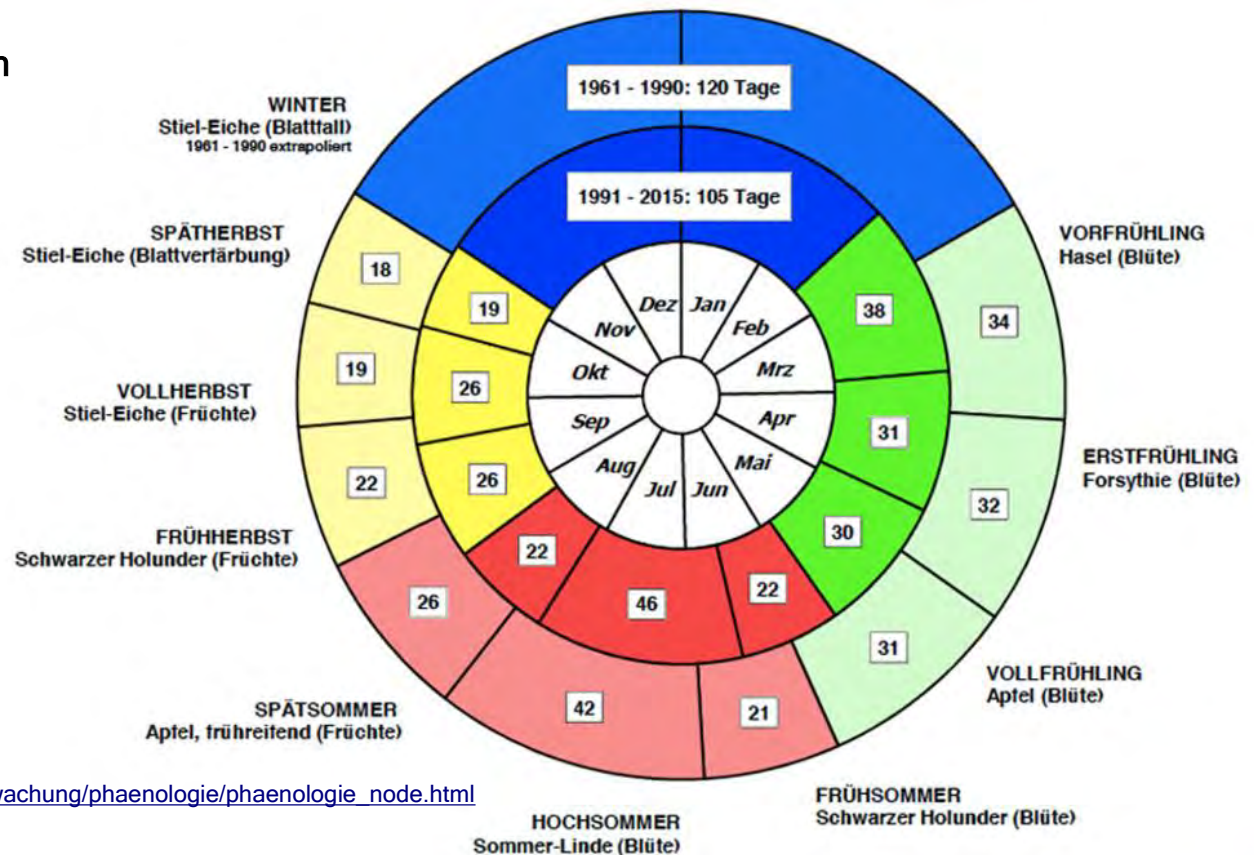 n
1961 - 1990: 120 Tage
1991 - 2015: 105 Tage
WINTER
Stiel-Eiche (Blattfall)
1961 - 1990 extrapoliert
SPÄTHERBST
Stiel-Eiche (Blattverfärbung)
VOLLHERBST
Stiel-Eiche (Früchte)
FRÜHHERBST
Schwarzer Holunder (Früchte)
SPÄTSOMMER
Apfel, frühreifend (Früchte)
HOCHSOMMER
Sommer-Linde (Blüte)
FRÜHSOMMER
Schwarzer Holunder (Blüte)
VOLLFRÜHLING
Apfel (Blüte)
ERSTFRÜHLING
Forsythie (Blüte)
VORFRÜHLING
Hasel (Blüte)
34
32
31
21
42
26
22
19
18
38
31
30
22
46
22
26
26
19
Jan
Feb
Mrz
Apr
Mai
Jun
Jul
Aug
Sep
Okt
Nov
Dez
vachung/phaenologie/phaenologie_node.html